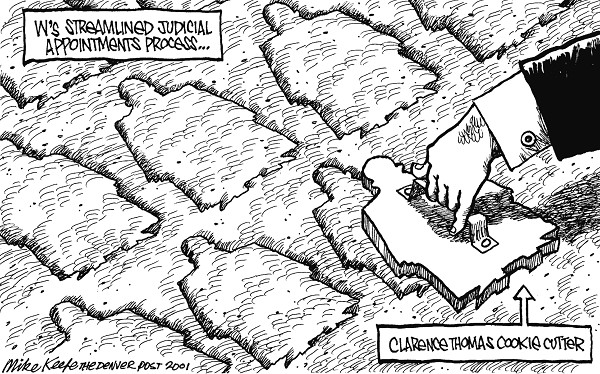 W'S STREAMLINED JUDICIAL
APPOINTMENTS PROCESS...
CLARENCE THOMAS COOKIE CUTTER
Mike Keefe THE DENVER POST 2001